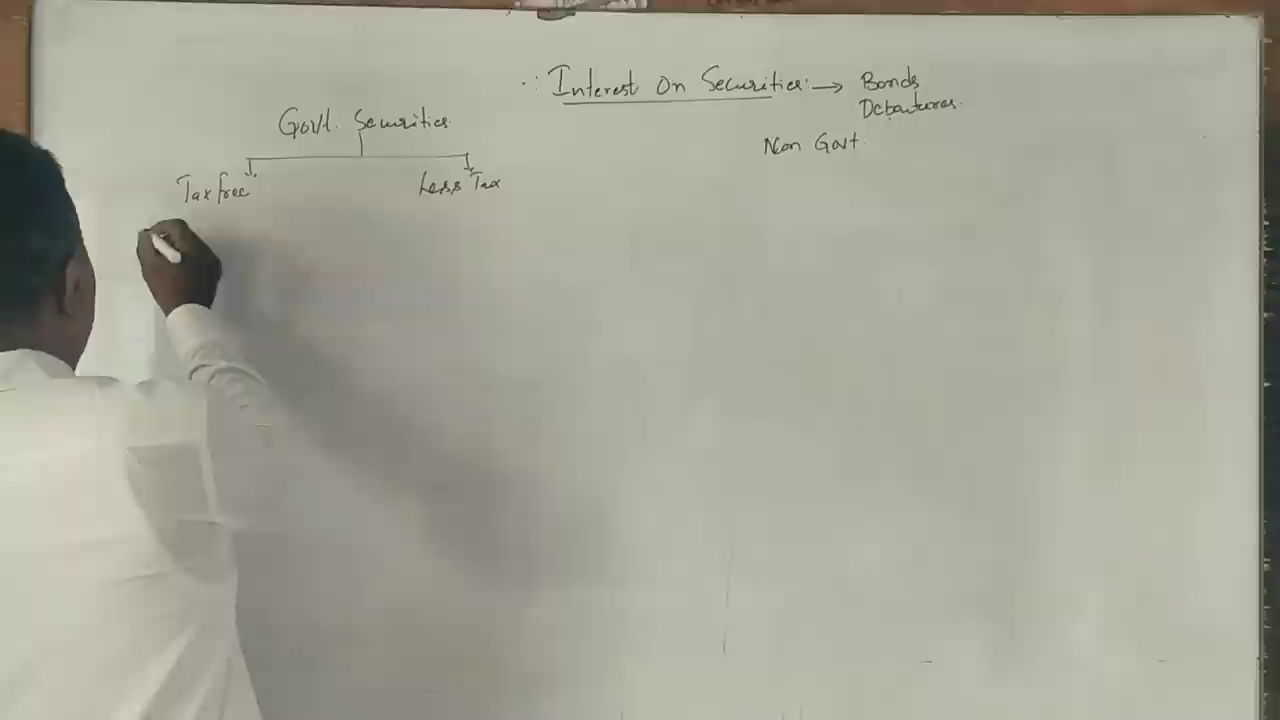 ∴ Interest On Securities:→ Bonds
Debentures.
Govt. Securities
Non Govt.
Tax free
Less Tax